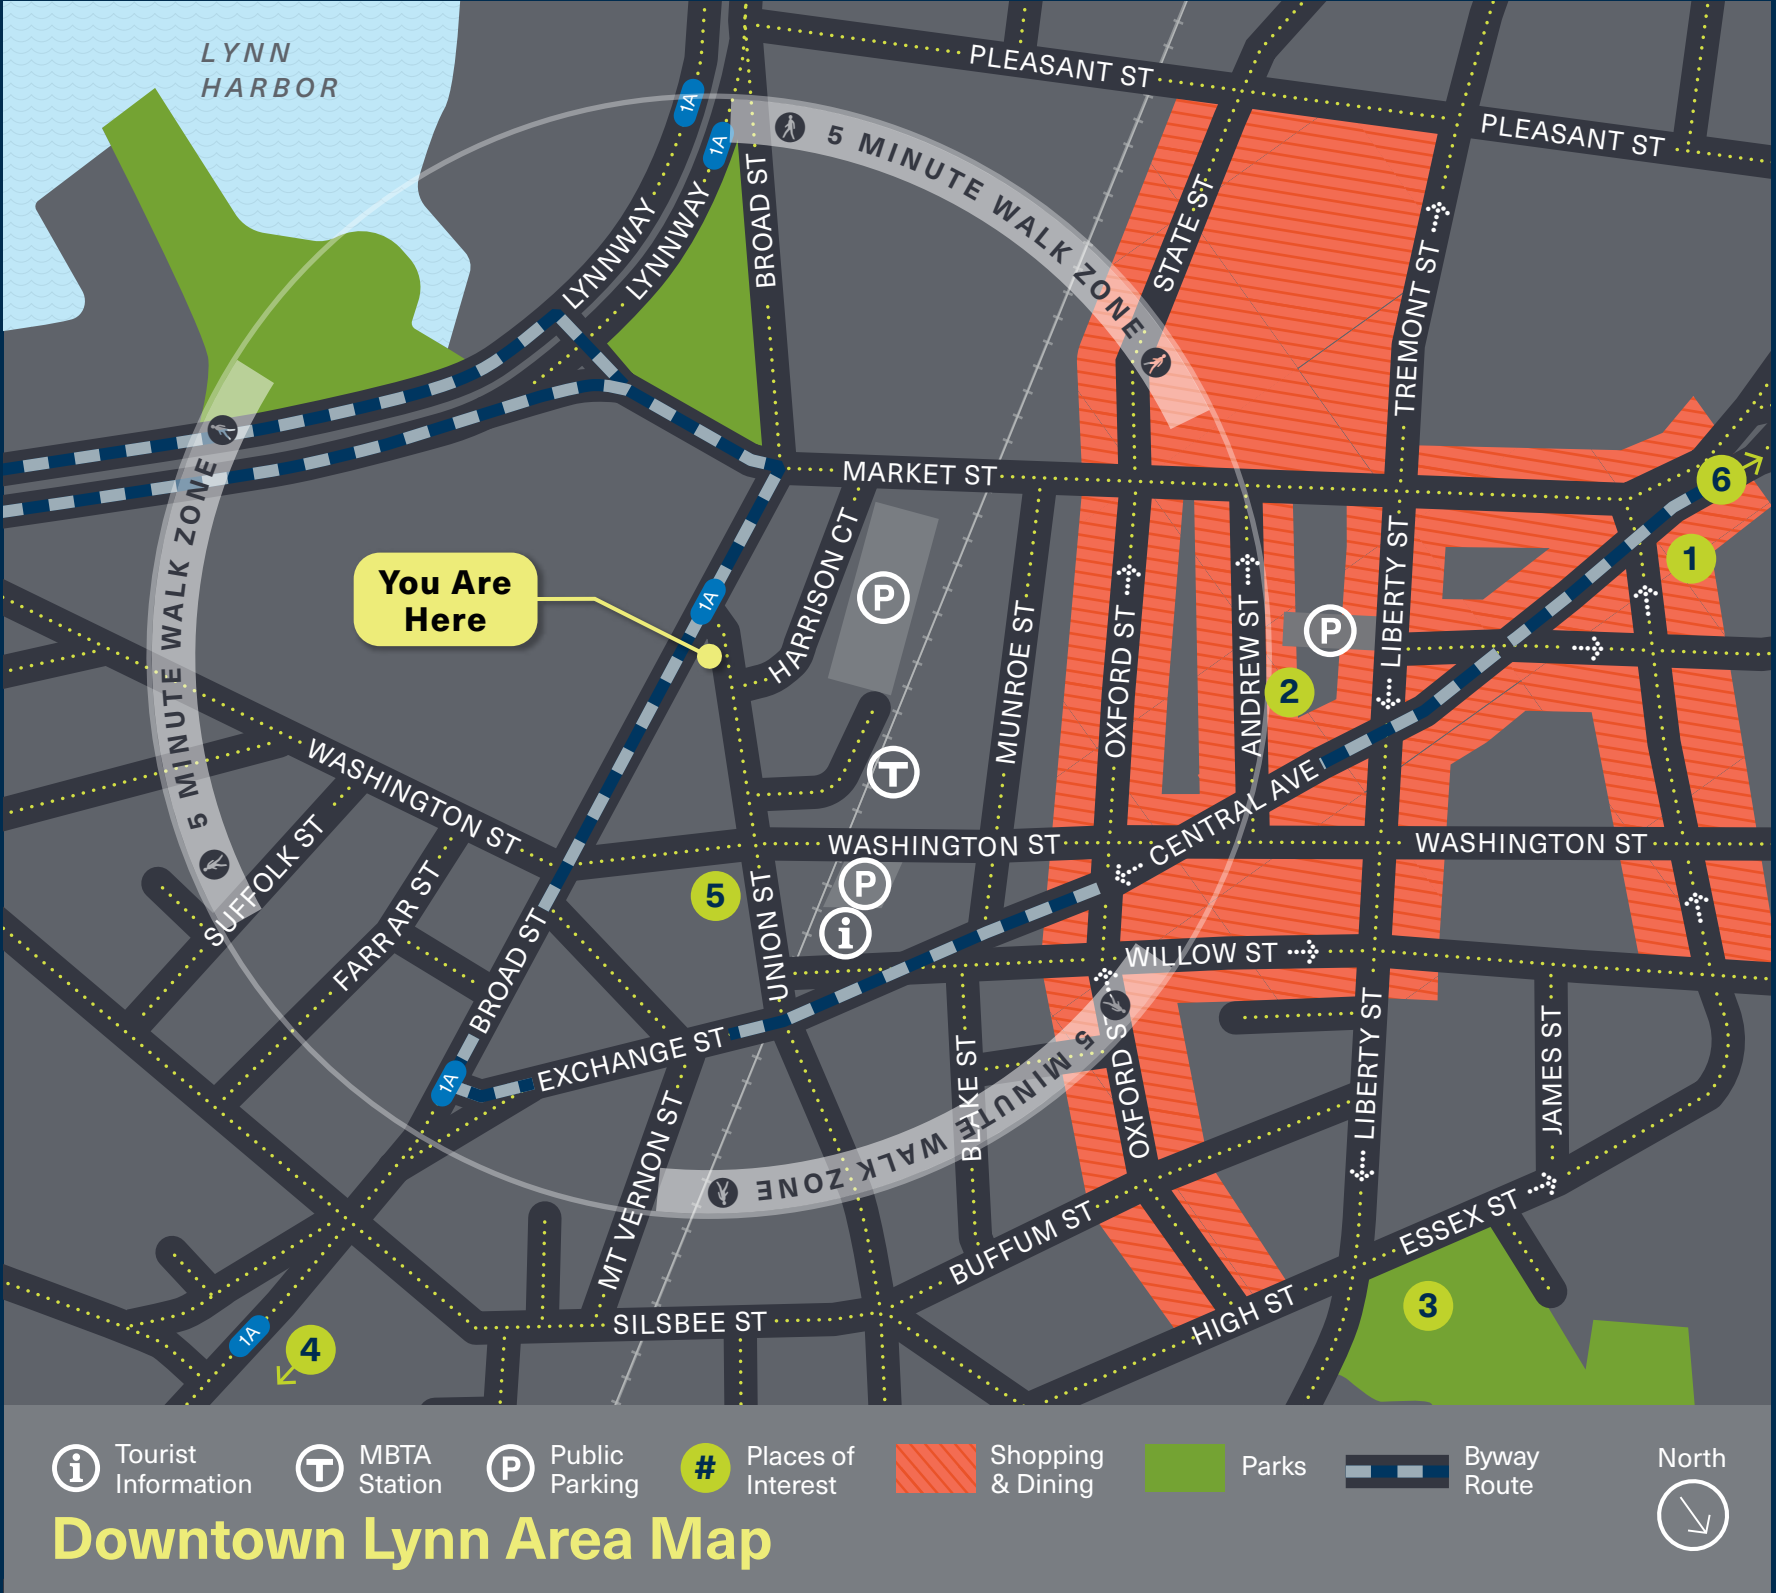 LYNN
HARBOR
PLEASANT ST
PLEASANT ST
1A
1A
5 MINUTE WALK ZONE
LYNNWAY
LYNNWAY
BROAD ST
STATE ST
TREMONT ST
MARKET ST
6
1
HARRISON CT
P
You Are
Here
1A
5 MINUTE WALK ZONE
MUNROE ST
OXFORD ST
ANDREW ST
P
LIBERTY ST
2
T
WASHINGTON ST
WASHINGTON ST
CENTRAL AVE
WASHINGTON ST
SUFFOLK ST
FARRAR ST
BROAD ST
5
UNION ST
P
i
WILLOW ST
EXCHANGE ST
1A
MT VERNON ST
BLAKE ST
OXFORD ST
5 MINUTE WALK ZONE
LIBERTY ST
JAMES ST
BUFFUM ST
ESSEX ST
HIGH ST
SILSBEE ST
3
1A
4
i
Tourist
Information
T
MBTA
Station
P
Public
Parking
#
Places of
Interest
Shopping
& Dining
Parks
Byway
Route
North
Downtown Lynn Area Map